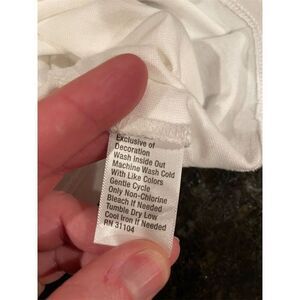 Exclusive of
Decoration
Wash Inside Out
Machine Wash Cold
With Like Colors
Gentle Cycle
Only Non-Chlorine
Bleach If Needed
Tumble Dry Low
Cool Iron If Needed
RN 31104